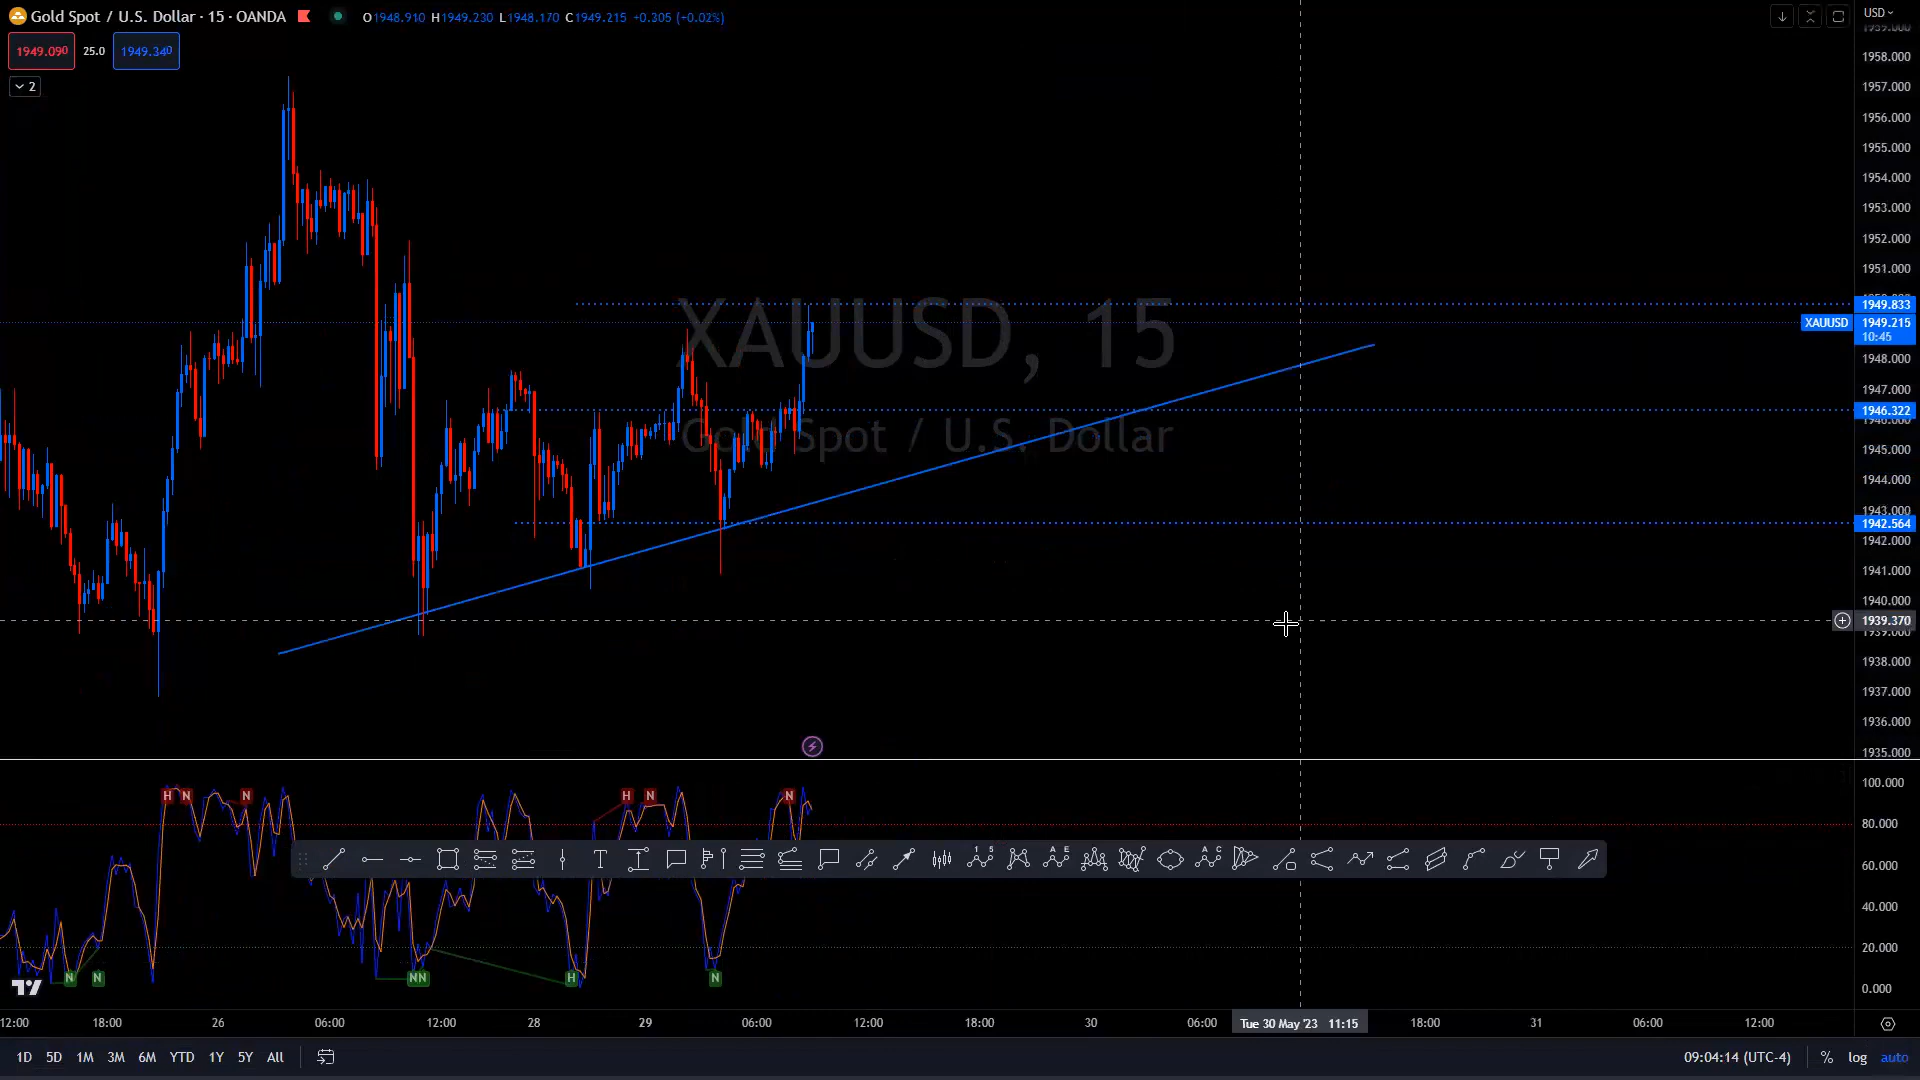 Gold Spot / U.S. Dollar · 15 · OANDA
O1948.910 H1949.230 L1948.170 C1949.215 +0.305 (+0.02%)
USD
1949.090
25.0
1949.340
2
1958.000
1957.000
1956.000
1955.000
1954.000
1953.000
1952.000
1951.000
1949.833
XAUUSD
1949.215
10:45
1948.000
1947.000
1946.322
1945.000
1944.000
1943.000
1942.564
1942.000
1941.000
1940.000
1939.370
1938.000
1937.000
1936.000
1935.000
XAUUSD, 15
Gold Spot / U.S. Dollar
100.000
80.000
60.000
40.000
20.000
0.000
H N N H N N
N N NN H N
T
1 5
A E
A C
12:00 18:00 26 06:00 12:00 28 29 06:00 12:00 18:00 30 06:00 Tue 30 May '23 11:15 18:00 31 06:00 12:00
1D 5D 1M 3M 6M YTD 1Y 5Y All
09:04:14 (UTC-4) % log auto